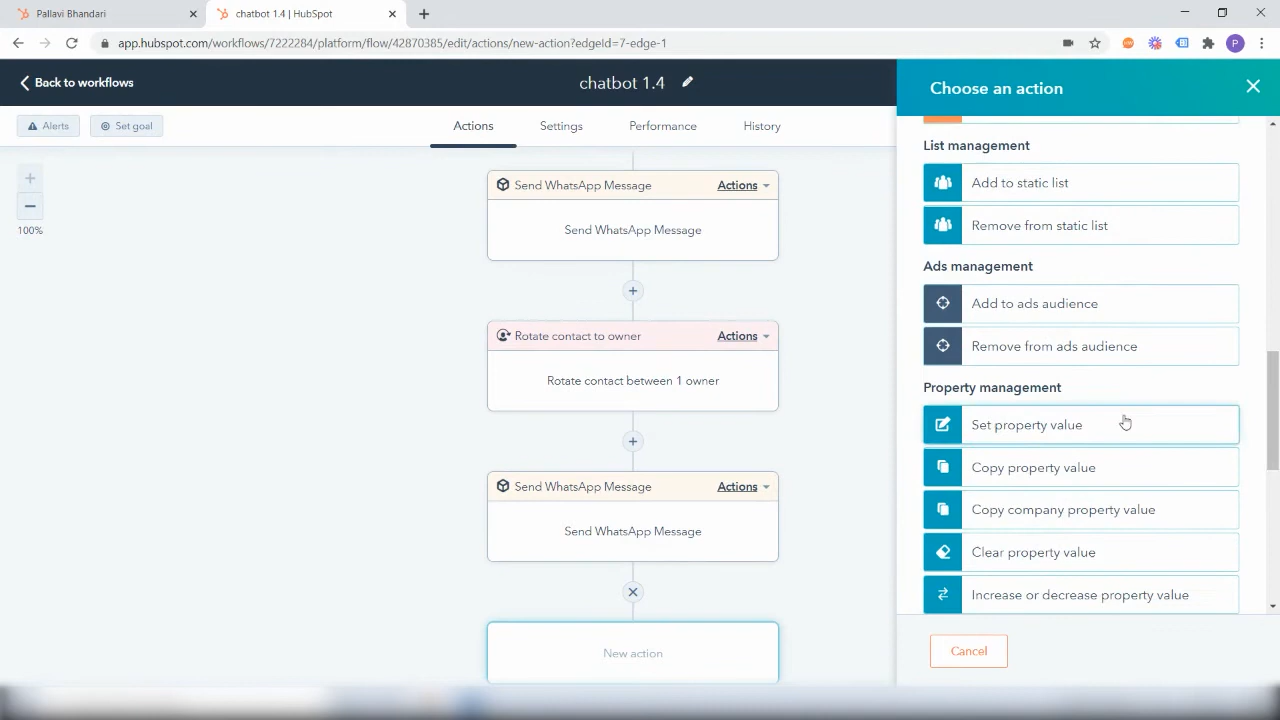 Pallavi Bhandari
chatbot 1.4 | HubSpot
app.hubspot.com/workflows/7222284/platform/flow/42870385/edit/actions/new-action?edgeId=7-edge-1
P
Back to workflows
chatbot 1.4
Alerts
Set goal
Actions
Settings
Performance
History
100%
Send WhatsApp Message
Actions
Send WhatsApp Message
Rotate contact to owner
Actions
Rotate contact between 1 owner
Send WhatsApp Message
Actions
Send WhatsApp Message
New action
Choose an action
List management
Add to static list
Remove from static list
Ads management
Add to ads audience
Remove from ads audience
Property management
Set property value
Copy property value
Copy company property value
Clear property value
Increase or decrease property value
Cancel